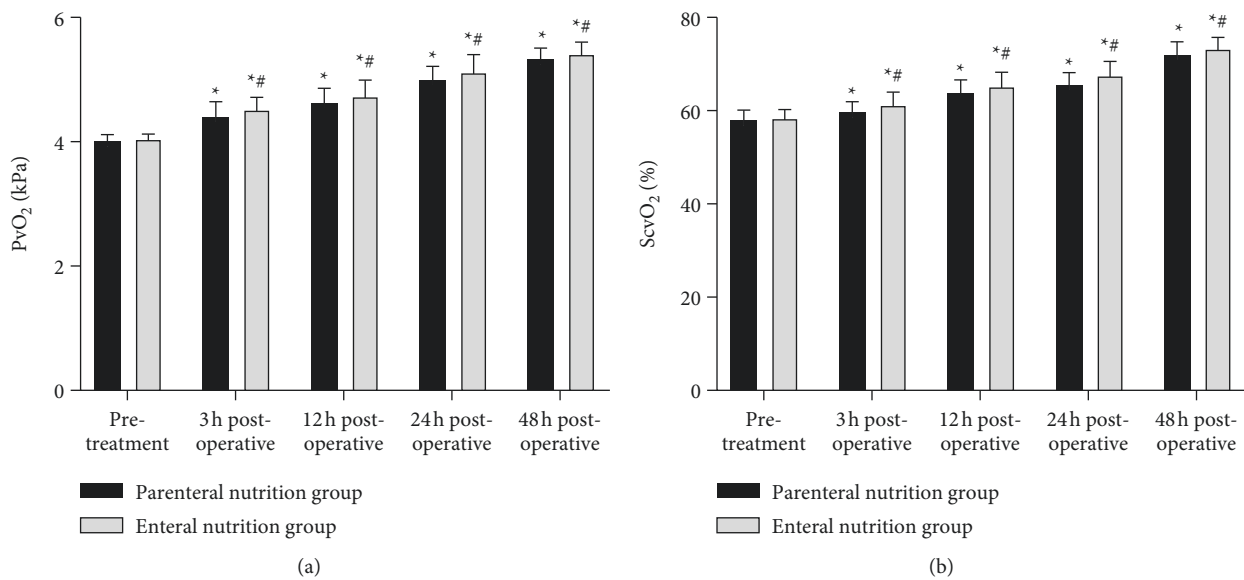 6
4
2
0
PvO₂ (kPa)
*
*#
*
*#
*
*#
*
*#
Pre-
treatment
3 h post-
operative
12 h post-
operative
24 h post-
operative
48 h post-
operative
Parenteral nutrition group
Enteral nutrition group
(a)
80
60
40
20
0
ScvO₂ (%)
*
*#
*
*#
*
*#
*
*#
Pre-
treatment
3 h post-
operative
12 h post-
operative
24 h post-
operative
48 h post-
operative
Parenteral nutrition group
Enteral nutrition group
(b)